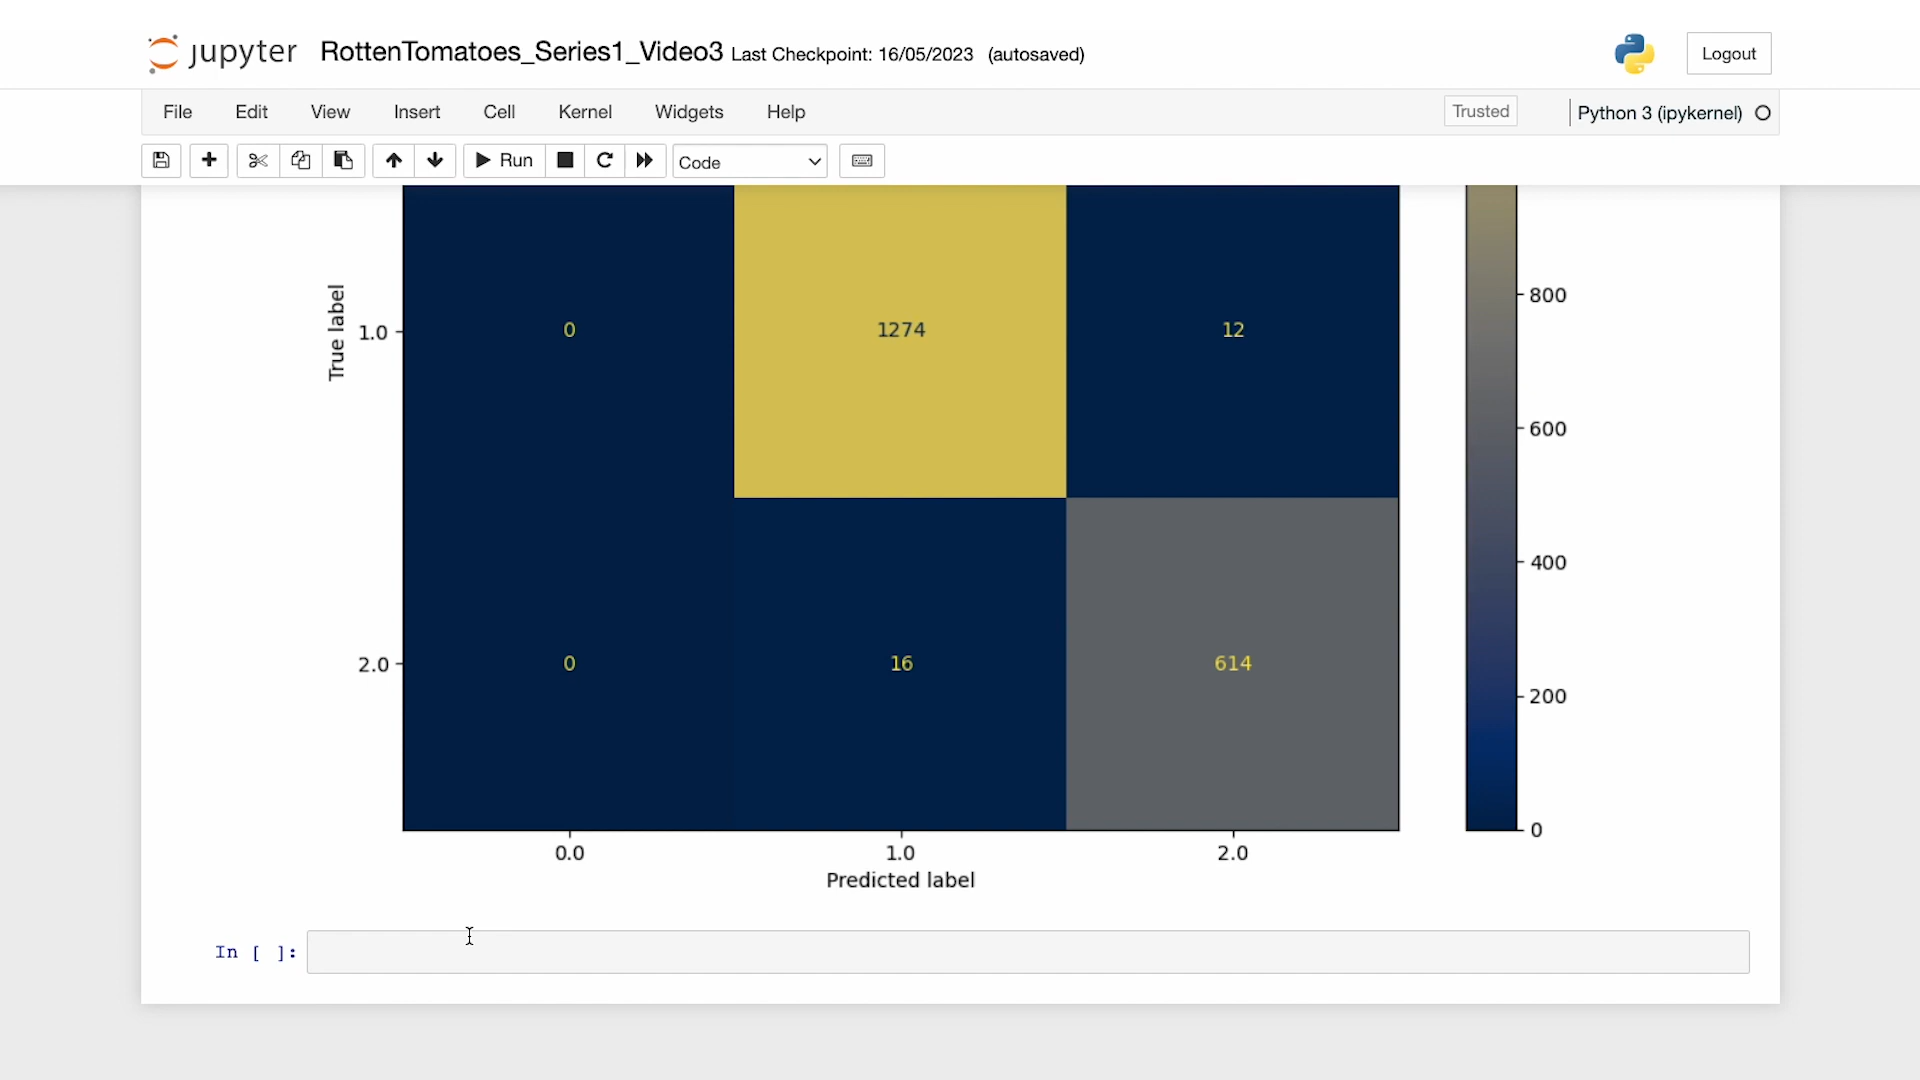 jupyter RottenTomatoes_Series1_Video3 Last Checkpoint: 16/05/2023 (autosaved) Logout
File Edit View Insert Cell Kernel Widgets Help Trusted Python 3 (ipykernel)
Run Code
True label
1.0 0 1274 12
2.0 0 16 614
0.0 1.0 2.0
Predicted label
800
600
400
200
0
In [ ]: